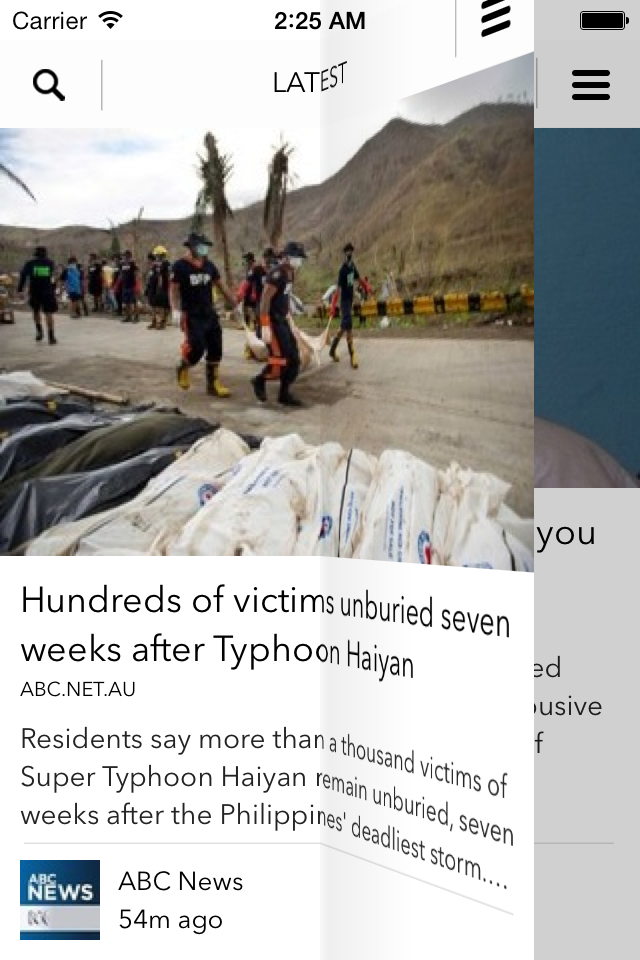 Carrier 2:25 AM
LATEST
Hundreds of victims unburied seven
weeks after Typhoon Haiyan
ABC.NET.AU
Residents say more than a thousand victims of
Super Typhoon Haiyan remain unburied, seven
weeks after the Philippines' deadliest storm....
ABC
NEWS
ABC News
54m ago
you
ed
ousive
f